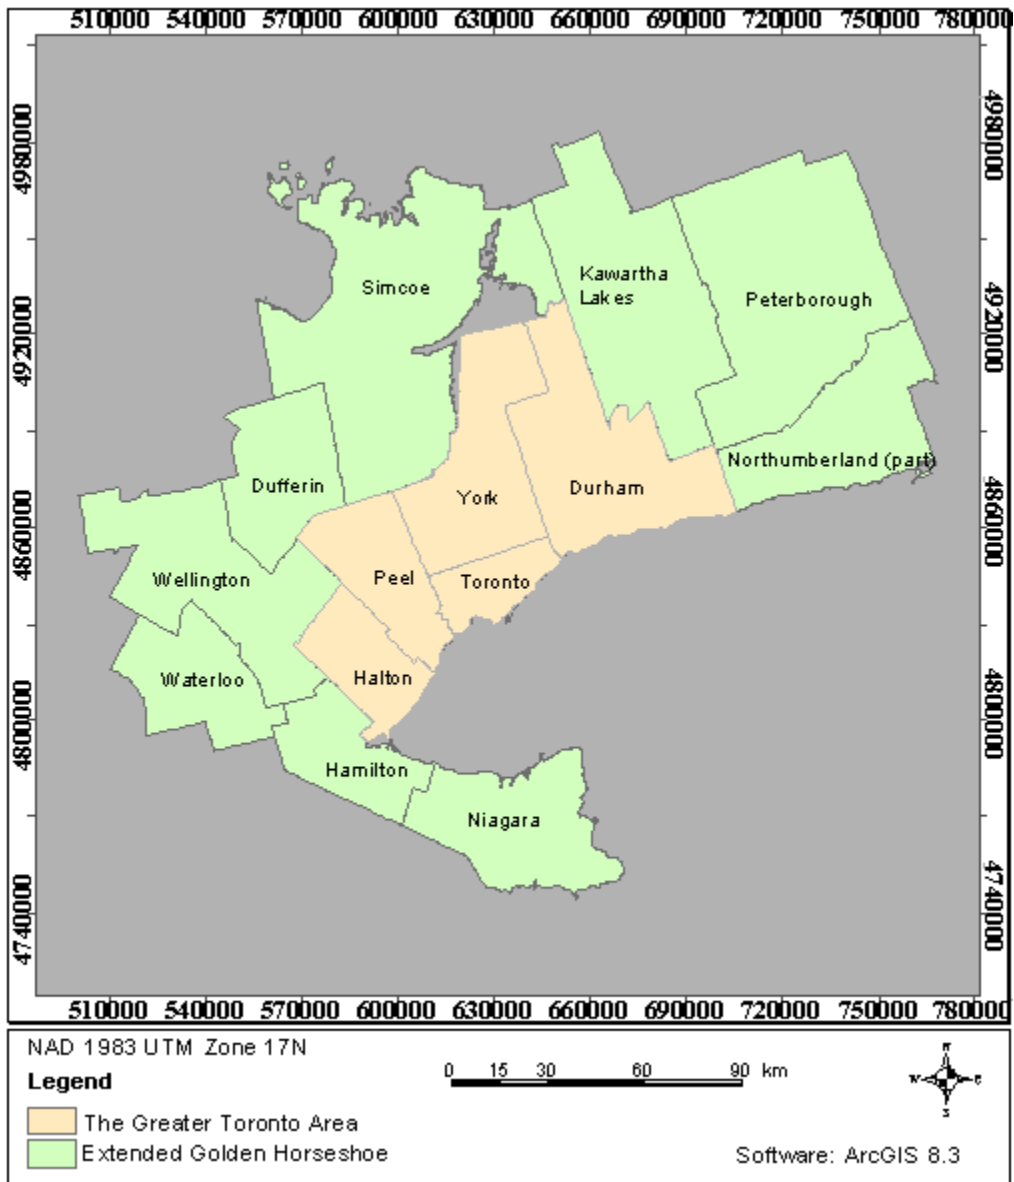 510000 540000 570000 600000 630000 660000 690000 720000 750000 780000
4980000
4980000
Simcoe
Kawartha
Lakes
Peterborough
4920000
4920000
Northumberland (part)
Dufferin
York
Durham
4860000
4860000
Wellington
Peel
Toronto
Waterloo
Halton
4800000
4800000
Hamilton
Niagara
4740000
4740000
510000 540000 570000 600000 630000 660000 690000 720000 750000 780000
NAD 1983 UTM Zone 17N
0 15 30 60 90 km
N
W E
S
Legend
The Greater Toronto Area
Extended Golden Horseshoe
Software: ArcGIS 8.3